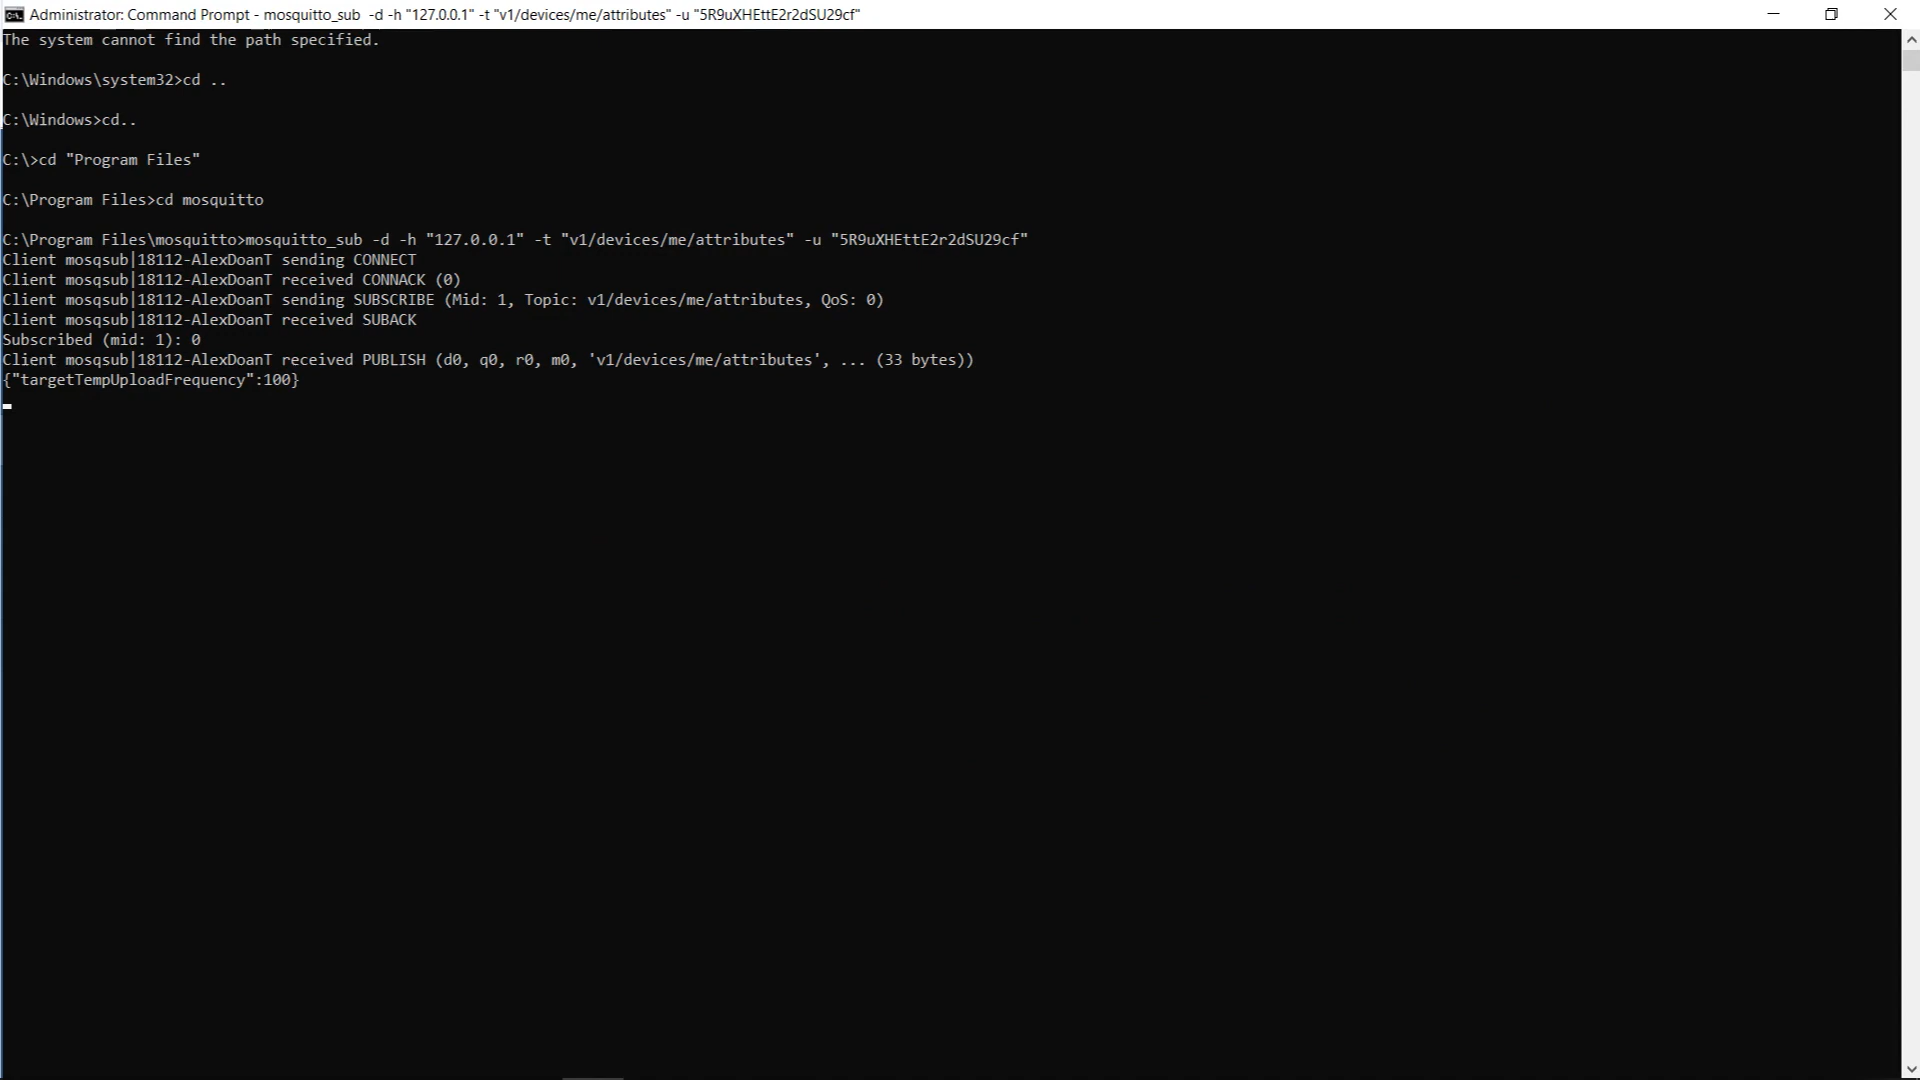 Administrator: Command Prompt - mosquitto_sub  -d -h "127.0.0.1" -t "v1/devices/me/attributes" -u "5R9uXHEttE2r2dSU29cf"
The system cannot find the path specified.
C:\Windows\system32>cd ..
C:\Windows>cd..
C:\>cd "Program Files"
C:\Program Files>cd mosquitto
C:\Program Files\mosquitto>mosquitto_sub -d -h "127.0.0.1" -t "v1/devices/me/attributes" -u "5R9uXHEttE2r2dSU29cf"
Client mosqsub|18112-AlexDoanT sending CONNECT
Client mosqsub|18112-AlexDoanT received CONNACK (0)
Client mosqsub|18112-AlexDoanT sending SUBSCRIBE (Mid: 1, Topic: v1/devices/me/attributes, QoS: 0)
Client mosqsub|18112-AlexDoanT received SUBACK
Subscribed (mid: 1): 0
Client mosqsub|18112-AlexDoanT received PUBLISH (d0, q0, r0, m0, 'v1/devices/me/attributes', ... (33 bytes))
{"targetTempUploadFrequency":100}